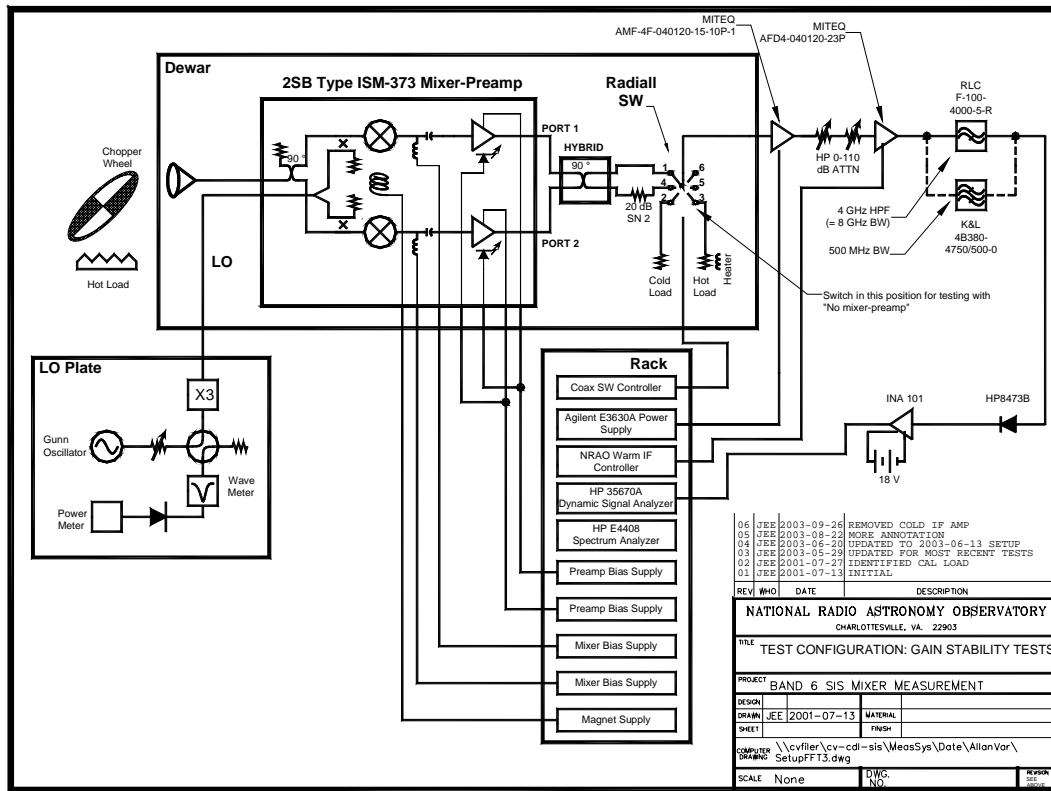 MITEQ
AMF-4F-040120-15-10P-1
MITEQ
AFD4-040120-23P
Dewar
2SB Type ISM-373 Mixer-Preamp
Radiall
SW
RLC
F-100-
4000-5-R
Chopper
Wheel
90 °
PORT 1
HYBRID
90 °
1
6
4
5
2
3
20 dB
SN 2
HP 0-110
dB ATTN
4 GHz HPF
(= 8 GHz BW)
500 MHz BW
K&L
4B380-
4750/500-0
PORT 2
LO
Hot Load
Cold
Load
Hot
Load
Heater
Switch in this position for testing with
"No mixer-preamp"
LO Plate
X3
Gunn
Oscillator
Wave
Meter
Power
Meter
Rack
Coax SW Controller
Agilent E3630A Power
Supply
NRAO Warm IF
Controller
HP 35670A
Dynamic Signal Analyzer
HP E4408
Spectrum Analyzer
Preamp Bias Supply
Preamp Bias Supply
Mixer Bias Supply
Mixer Bias Supply
Magnet Supply
INA 101
HP8473B
18 V
06 JEE 2003-09-26 REMOVED COLD IF AMP
05 JEE 2003-08-22 MORE ANNOTATION
04 JEE 2003-06-20 UPDATED TO 2003-06-13 SETUP
03 JEE 2003-05-29 UPDATED FOR MOST RECENT TESTS
02 JEE 2001-07-27 IDENTIFIED CAL LOAD
01 JEE 2001-07-13 INITIAL
REV WHO DATE DESCRIPTION
NATIONAL RADIO ASTRONOMY OBSERVATORY
CHARLOTTESVILLE, VA. 22903
TITLE TEST CONFIGURATION: GAIN STABILITY TESTS
PROJECT BAND 6 SIS MIXER MEASUREMENT
DESIGN
DRAWN JEE 2001-07-13 MATERIAL
SHEET FINISH
COMPUTER DRAWING \\cvfiler\cv-cdl-sis\MeasSys\Date\AllanVar\
SetupFFT3.dwg
SCALE None DWG. NO. REVISION
SEE
ABOVE